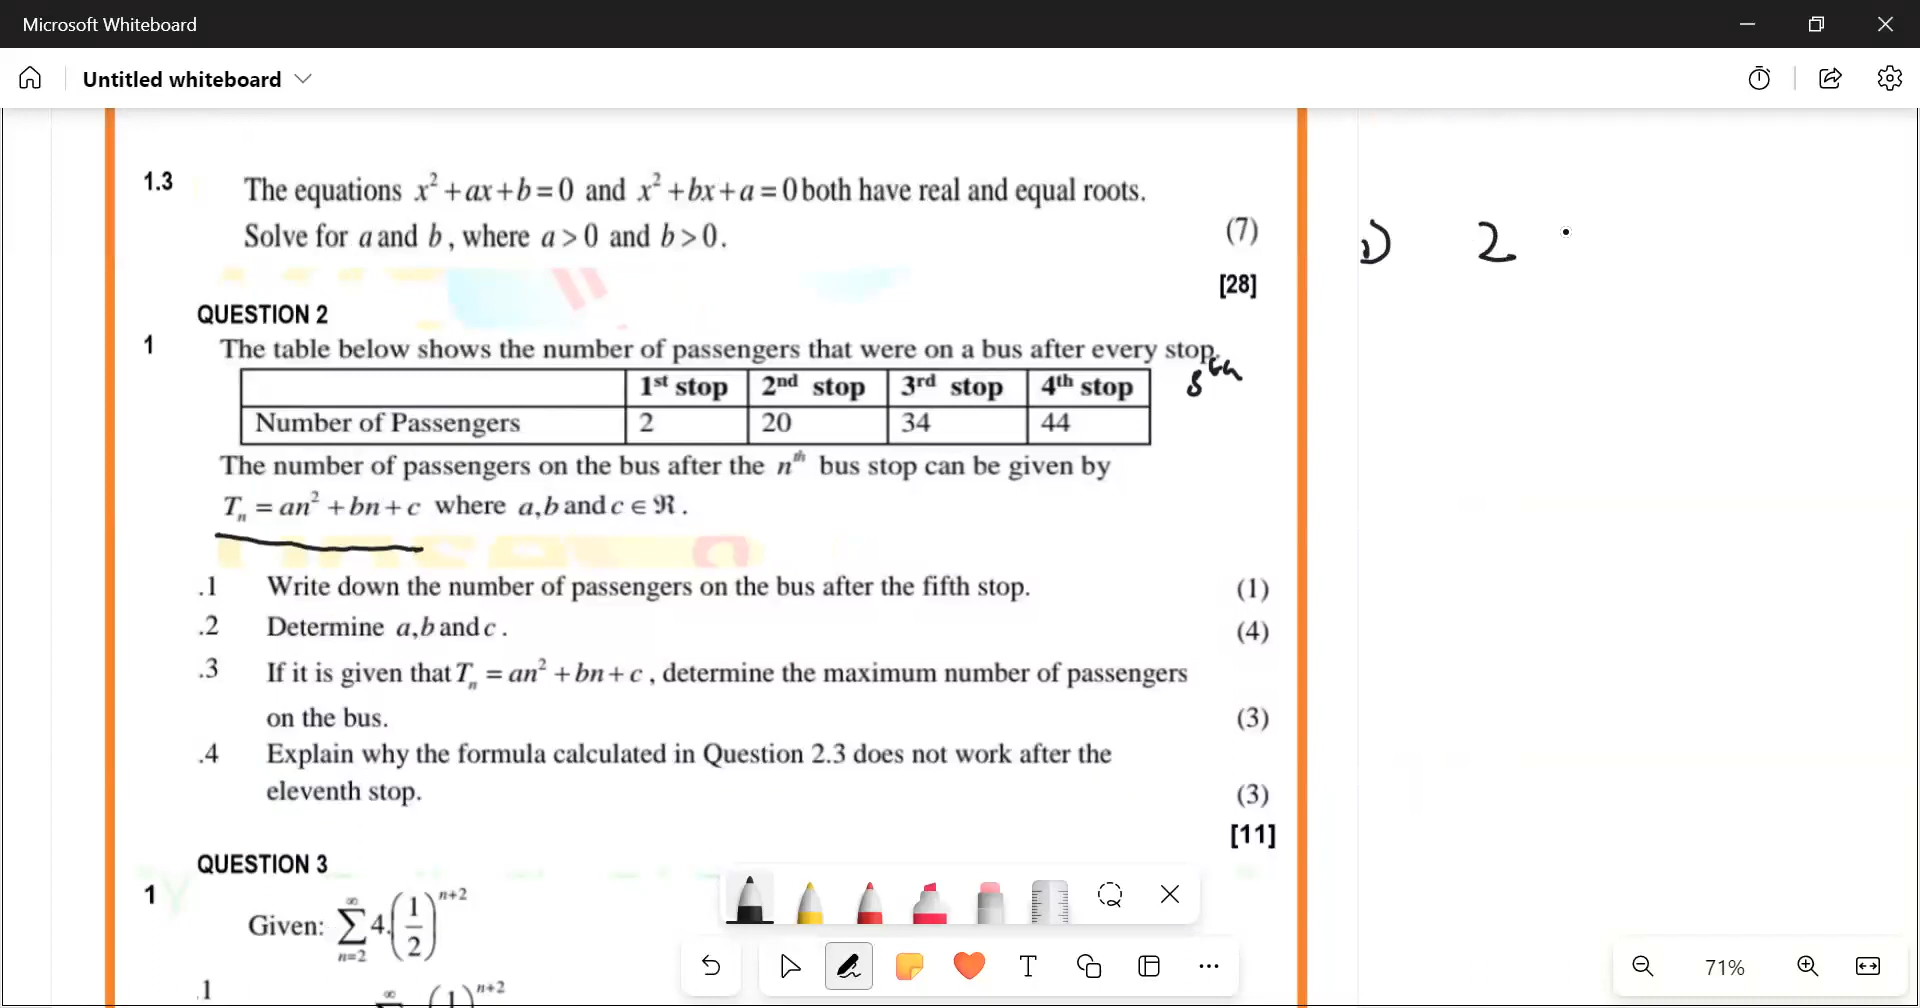 Microsoft Whiteboard
Untitled whiteboard
1.3 The equations x² + ax + b = 0 and x² + bx + a = 0 both have real and equal roots.
Solve for a and b, where a > 0 and b > 0. (7)
[28]
1) 2
QUESTION 2
1 The table below shows the number of passengers that were on a bus after every stop.
1st stop 2nd stop 3rd stop 4th stop 5th
Number of Passengers 2 20 34 44
The number of passengers on the bus after the nth bus stop can be given by
Tₙ = an² + bn + c where a, b and c ∈ ℜ.
.1 Write down the number of passengers on the bus after the fifth stop. (1)
.2 Determine a, b and c. (4)
.3 If it is given that Tₙ = an² + bn + c, determine the maximum number of passengers
on the bus. (3)
.4 Explain why the formula calculated in Question 2.3 does not work after the
eleventh stop. (3)
[11]
QUESTION 3
1 Given: ∞ ∑ n=2 4.(1/2)^(n+2)
.1 ∞ (1 n+2
71%